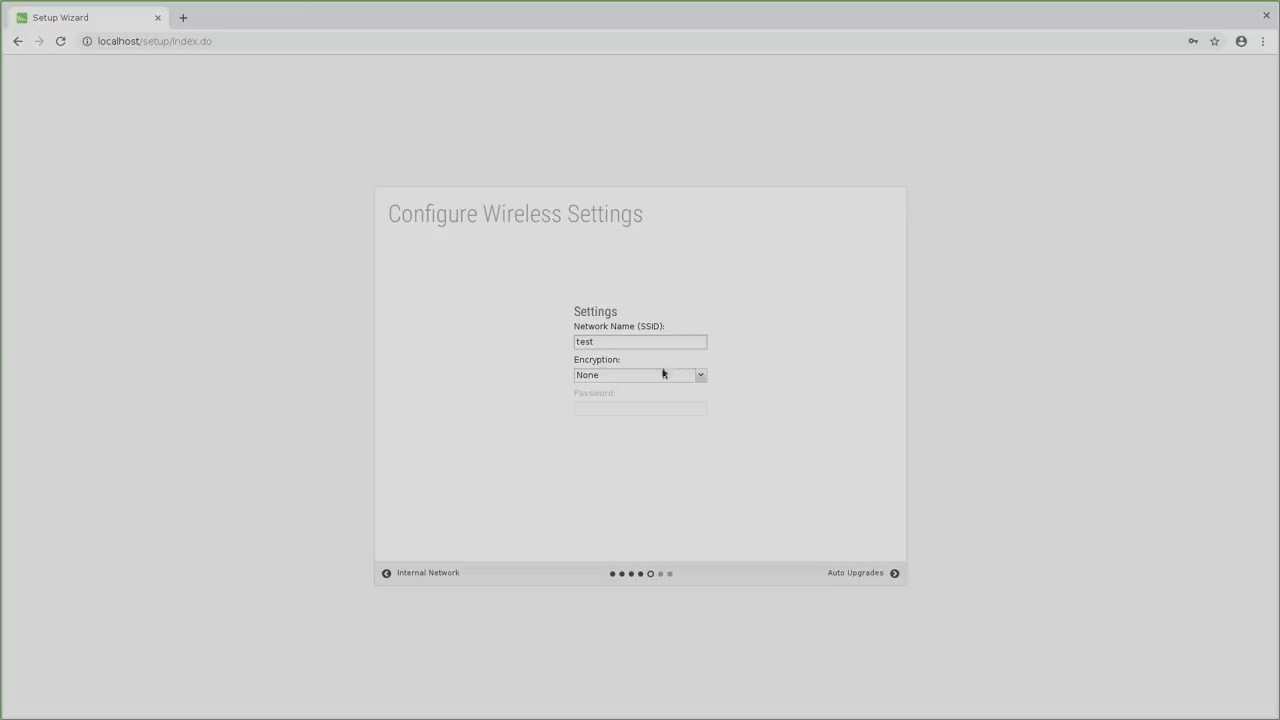 Setup Wizard
localhost/setup/index.do
Configure Wireless Settings
Settings
Network Name (SSID):
test
Encryption:
None
Password:
Internal Network
Auto Upgrades